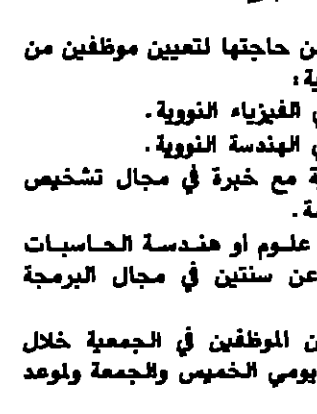 ن حاجتها لتعيين موظفين من
ية :
ي الفيزياء النووية .
ي الهندسة النووية .
ة مع خبرة في مجال تشخيص
ة .
علوم أو هندسة الحاسبات
عن سنتين في مجال البرمجة
ن الموظفين في الجمعية خلال
يومي الخميس والجمعة ولموعد